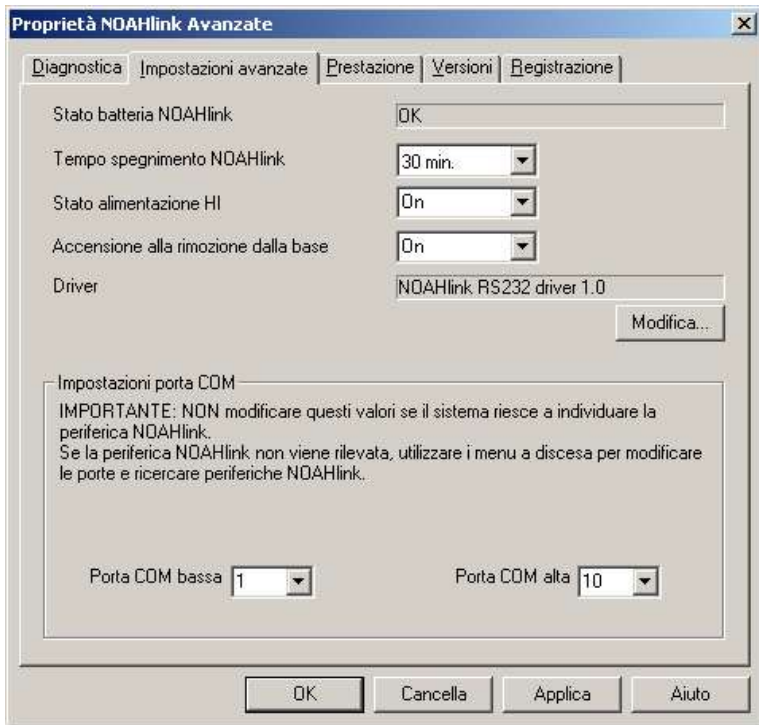 Proprietà NOAHlink Avanzate
Diagnostica Impostazioni avanzate Prestazione Versioni Registrazione
Stato batteria NOAHlink OK
Tempo spegnimento NOAHlink 30 min.
Stato alimentazione HI On
Accensione alla rimozione dalla base On
Driver NOAHlink RS232 driver 1.0
Modifica...
Impostazioni porta COM
IMPORTANTE: NON modificare questi valori se il sistema riesce a individuare la
periferica NOAHlink.
Se la periferica NOAHlink non viene rilevata, utilizzare i menu a discesa per modificare
le porte e ricercare periferiche NOAHlink.
Porta COM bassa 1 Porta COM alta 10
OK Cancella Applica Aiuto